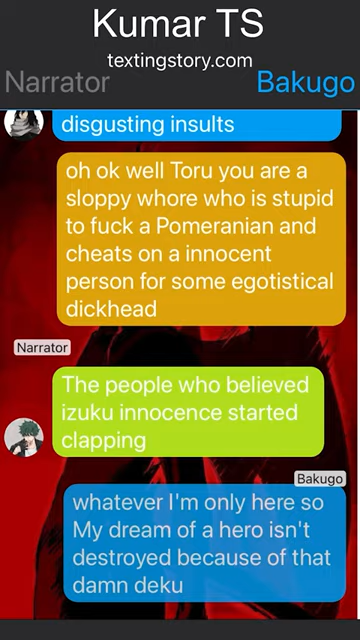 Kumar TS
textingstory.com
Narrator Bakugo
disgusting insults
oh ok well Toru you are a
sloppy whore who is stupid
to fuck a Pomeranian and
cheats on a innocent
person for some egotistical
dickhead
Narrator
The people who believed
izuku innocence started
clapping
Bakugo
whatever I'm only here so
My dream of a hero isn't
destroyed because of that
damn deku